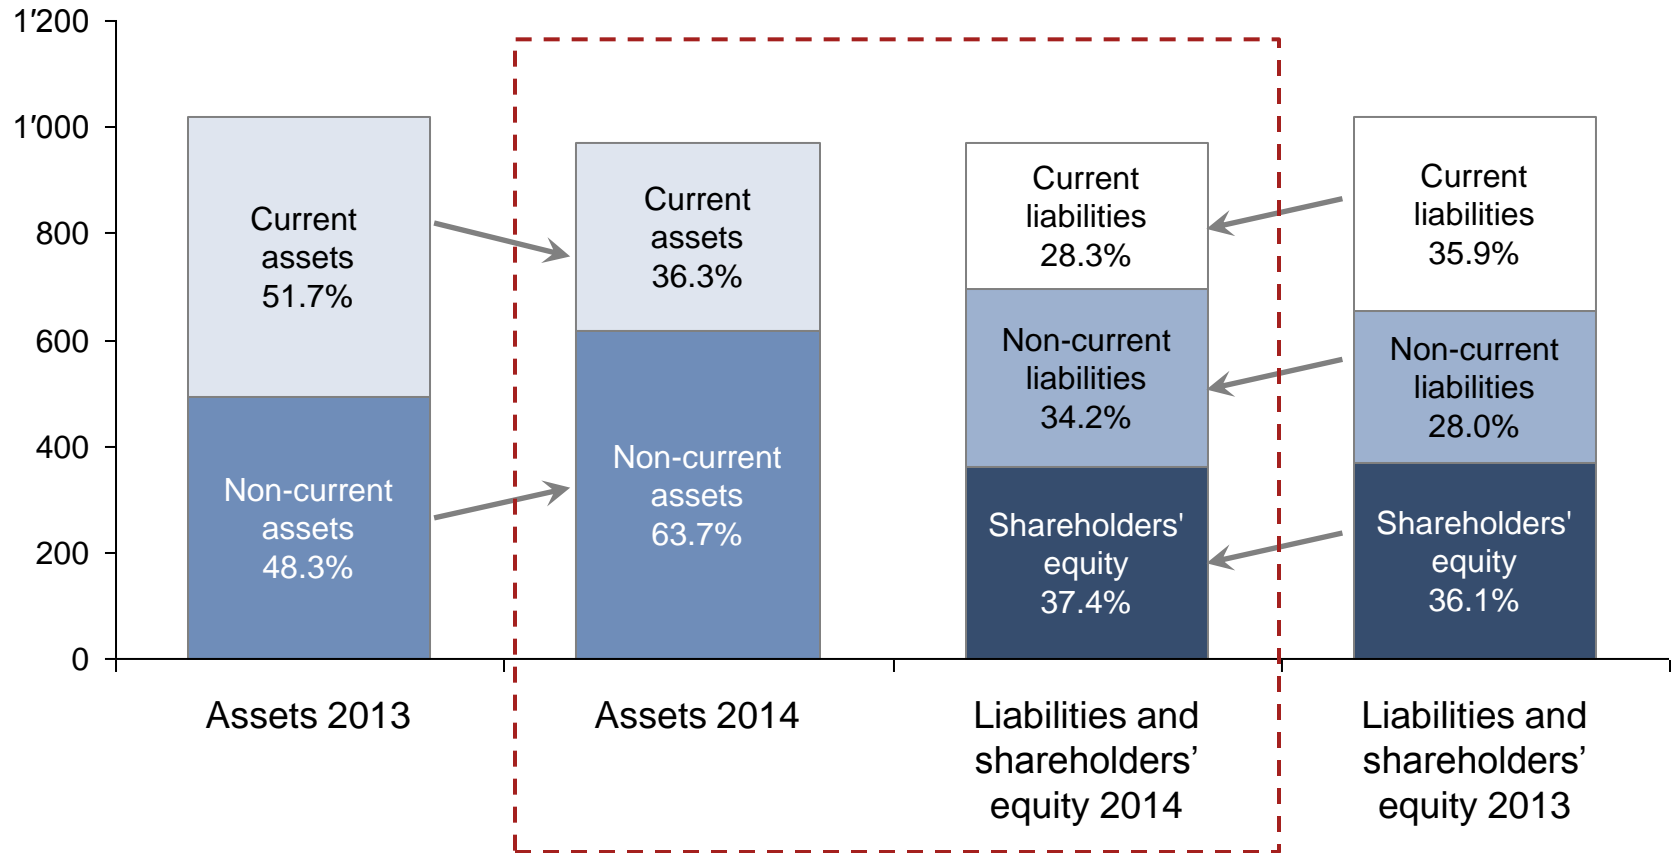 1'200
1'000
800
600
400
200
0
Current
assets
51.7%
Non-current
assets
48.3%
Current
assets
36.3%
Non-current
assets
63.7%
Current
liabilities
28.3%
Non-current
liabilities
34.2%
Shareholders'
equity
37.4%
Current
liabilities
35.9%
Non-current
liabilities
28.0%
Shareholders'
equity
36.1%
Assets 2013
Assets 2014
Liabilities and
shareholders’
equity 2014
Liabilities and
shareholders’
equity 2013